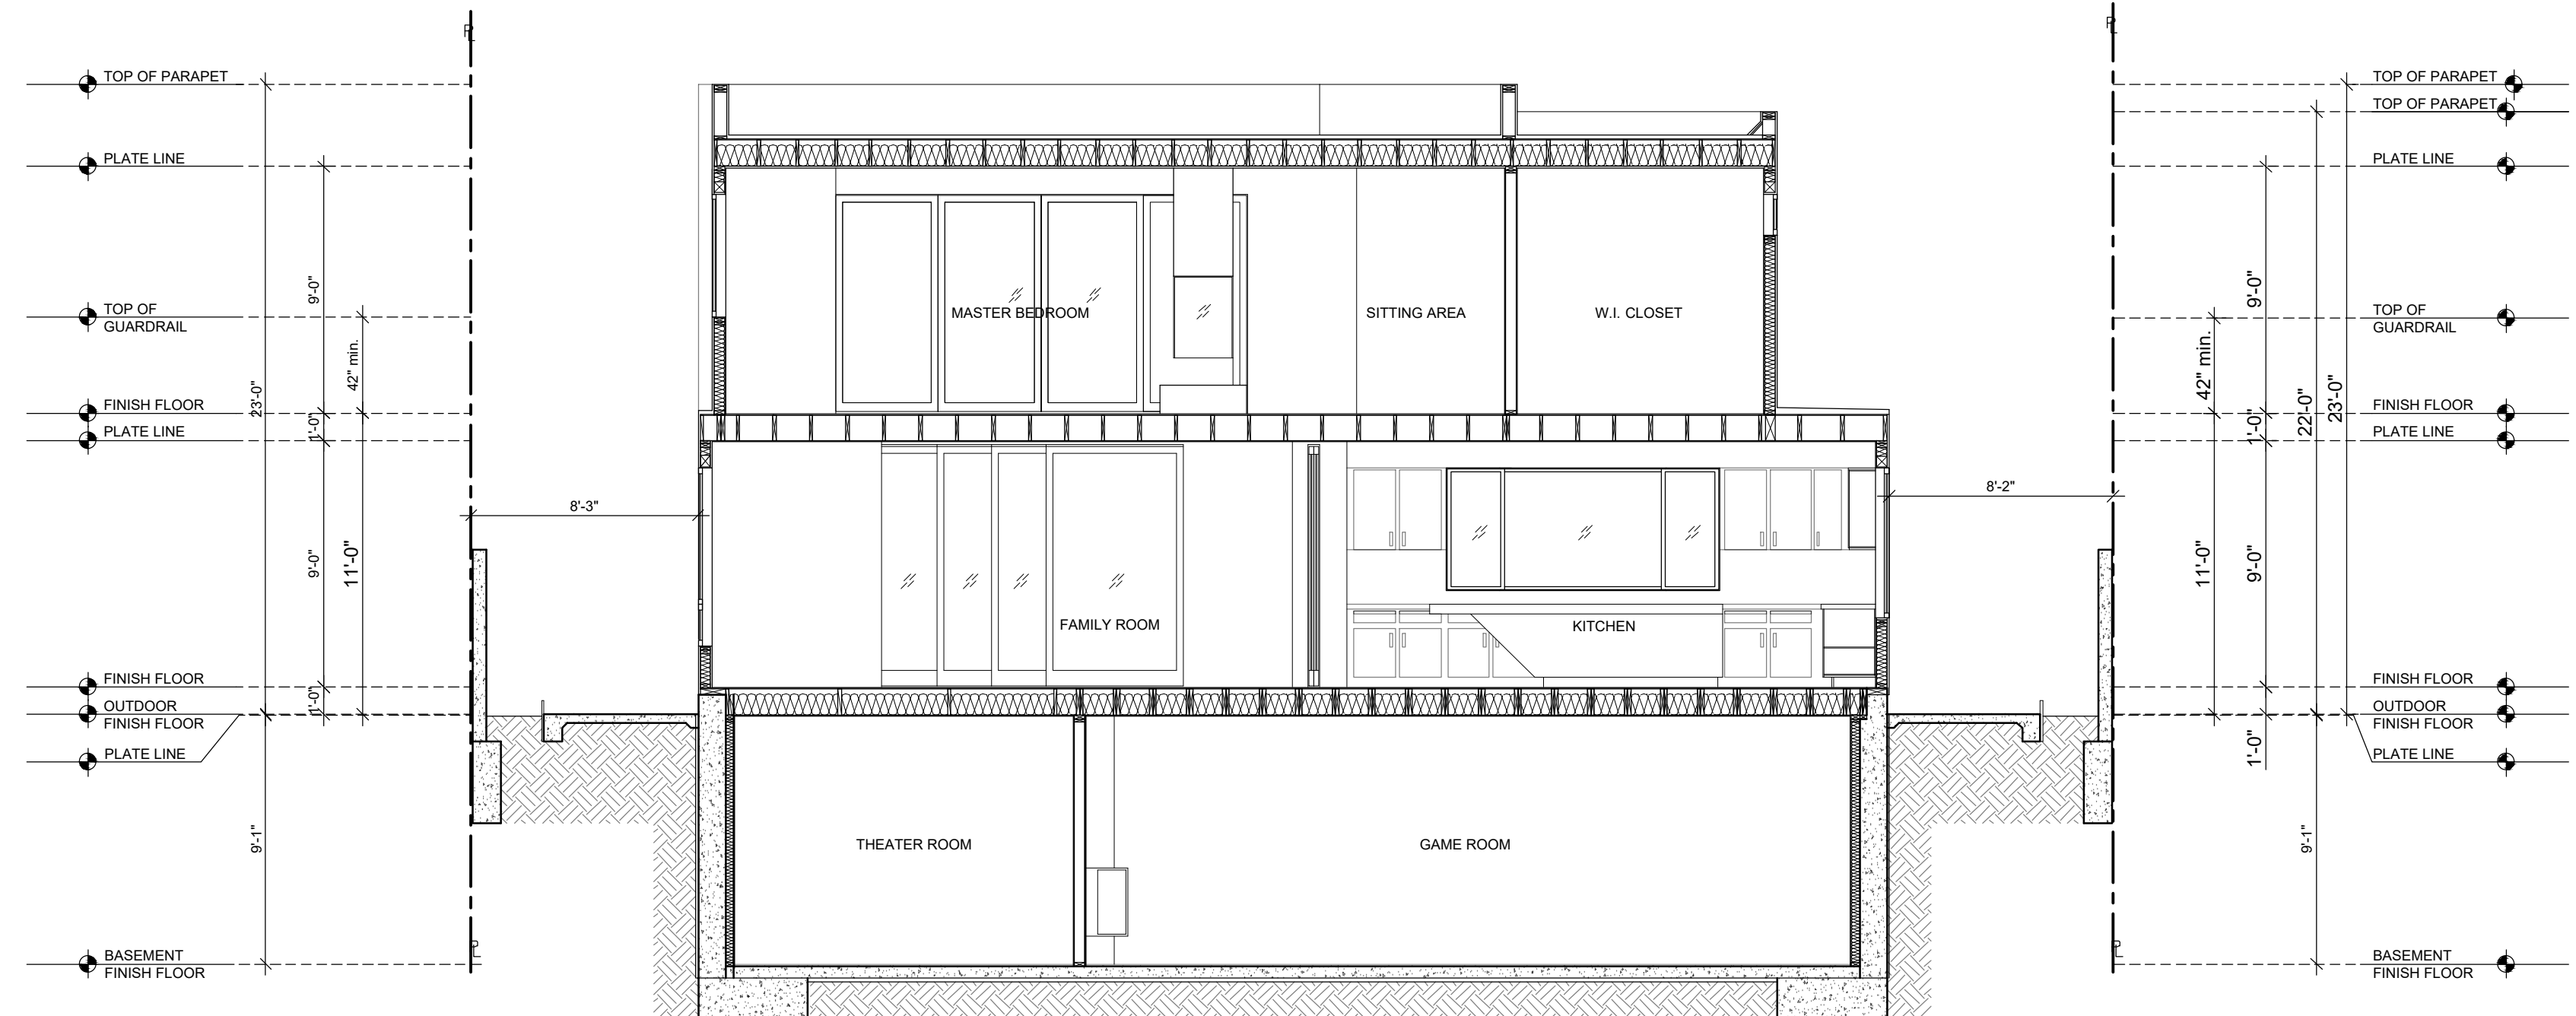 PL
PL
TOP OF PARAPET
TOP OF PARAPET
TOP OF PARAPET
PLATE LINE
PLATE LINE
9'-0"
9'-0"
TOP OF
GUARDRAIL
MASTER BEDROOM
SITTING AREA
W.I. CLOSET
TOP OF
GUARDRAIL
42" min.
42" min.
23'-0"
22'-0"
23'-0"
FINISH FLOOR
FINISH FLOOR
1'-0"
1'-0"
PLATE LINE
PLATE LINE
8'-3"
8'-2"
9'-0"
11'-0"
11'-0"
9'-0"
FAMILY ROOM
KITCHEN
FINISH FLOOR
FINISH FLOOR
1'-0"
1'-0"
OUTDOOR
FINISH FLOOR
OUTDOOR
FINISH FLOOR
PLATE LINE
PLATE LINE
9'-1"
THEATER ROOM
GAME ROOM
9'-1"
PL
PL
BASEMENT
FINISH FLOOR
BASEMENT
FINISH FLOOR